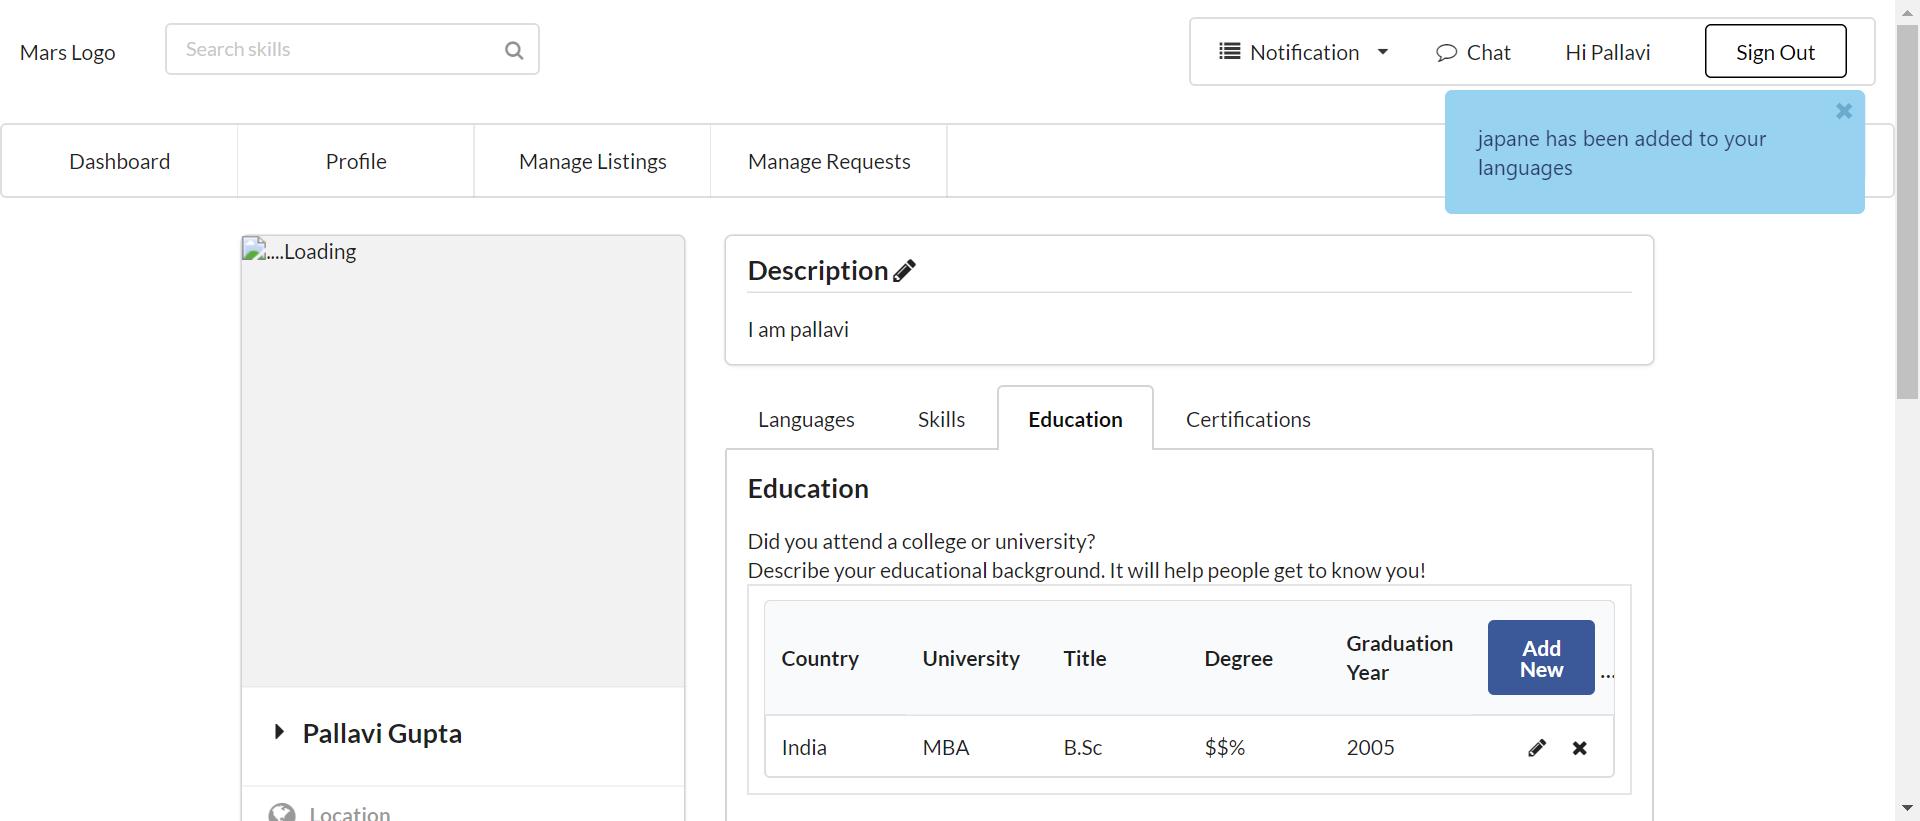 Mars Logo
Search skills
Notification
Chat
Hi Pallavi
Sign Out
japane has been added to your
languages
Dashboard
Profile
Manage Listings
Manage Requests
....Loading
Pallavi Gupta
Location
Description
I am pallavi
Languages
Skills
Education
Certifications
Education
Did you attend a college or university?
Describe your educational background. It will help people get to know you!
Country
University
Title
Degree
Graduation
Year
Add
New
...
India
MBA
B.Sc
$$%
2005